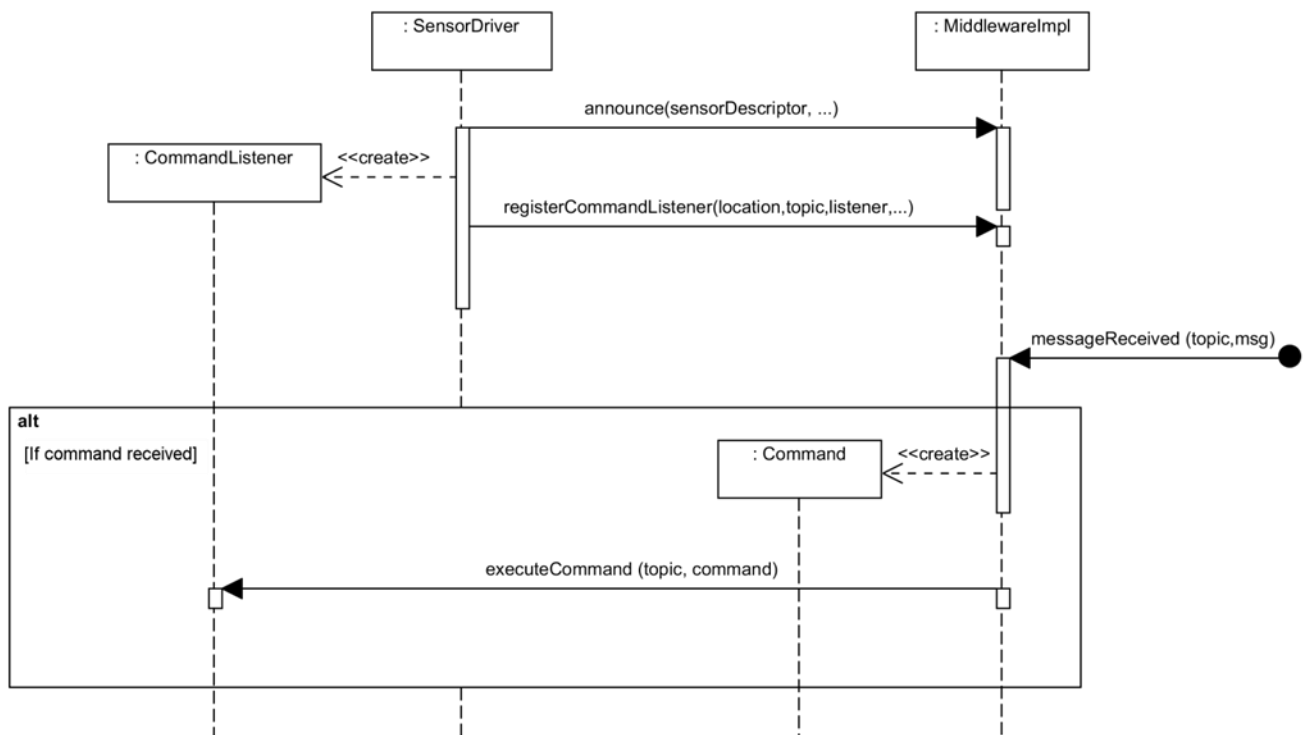 : SensorDriver
: MiddlewareImpl
announce(sensorDescriptor, ...)
: CommandListener
<<create>>
registerCommandListener(location,topic,listener,...)
messageReceived (topic,msg)
alt
[If command received]
: Command
<<create>>
executeCommand (topic, command)